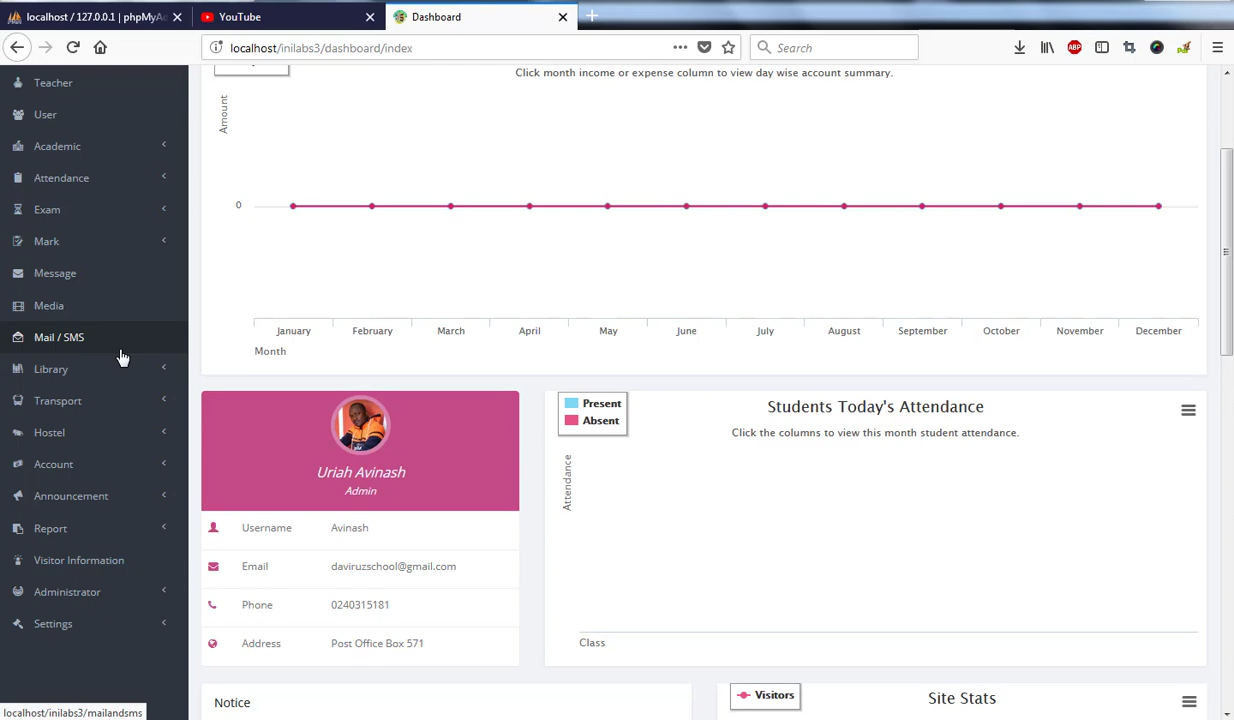 localhost / 127.0.0.1 | phpMyAd
YouTube
Dashboard
localhost/inilabs3/dashboard/index
Search
ABP
Teacher
User
Academic
Attendance
Exam
Mark
Message
Media
Mail / SMS
Library
Transport
Hostel
Account
Announcement
Report
Visitor Information
Administrator
Settings
Click month income or expense column to view day wise account summary.
Amount
0
January February March April May June July August September October November December
Month
Uriah Avinash
Admin
Username Avinash
Email daviruzschool@gmail.com
Phone 0240315181
Address Post Office Box 571
Present
Absent
Students Today's Attendance
Click the columns to view this month student attendance.
Attendance
Class
Notice
Visitors
Site Stats
localhost/inilabs3/mailandsms